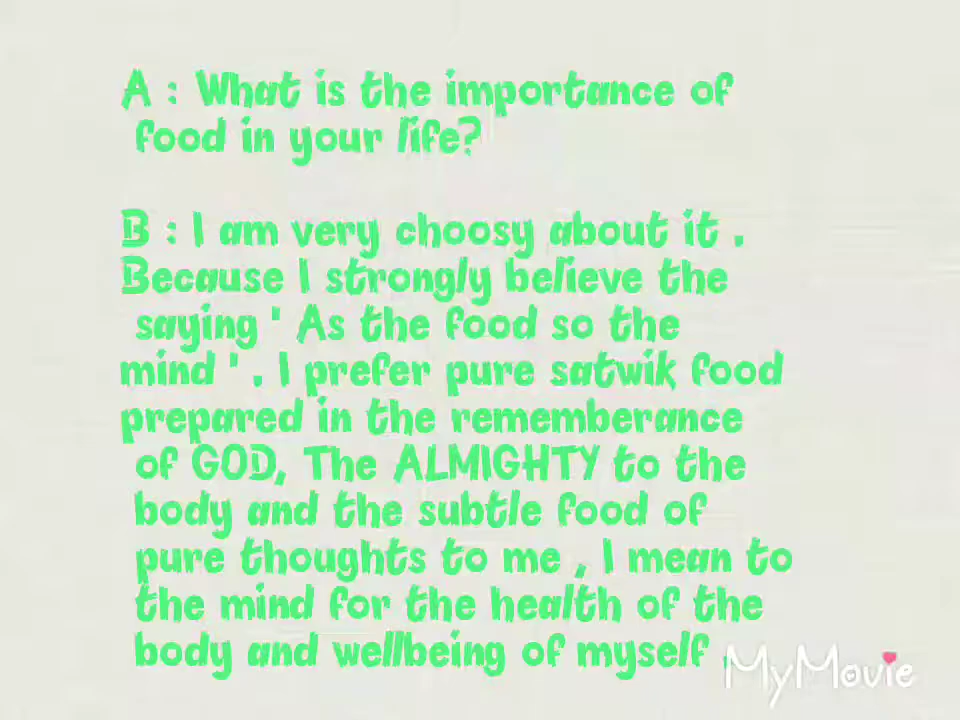 A : What is the importance of
food in your life?
B : I am very choosy about it .
Because I strongly believe the
saying ' As the food so the
mind ' . I prefer pure satwik food
prepared in the rememberance
of GOD, The ALMIGHTY to the
body and the subtle food of
pure thoughts to me , I mean to
the mind for the health of the
body and wellbeing of myself .
MyMovie